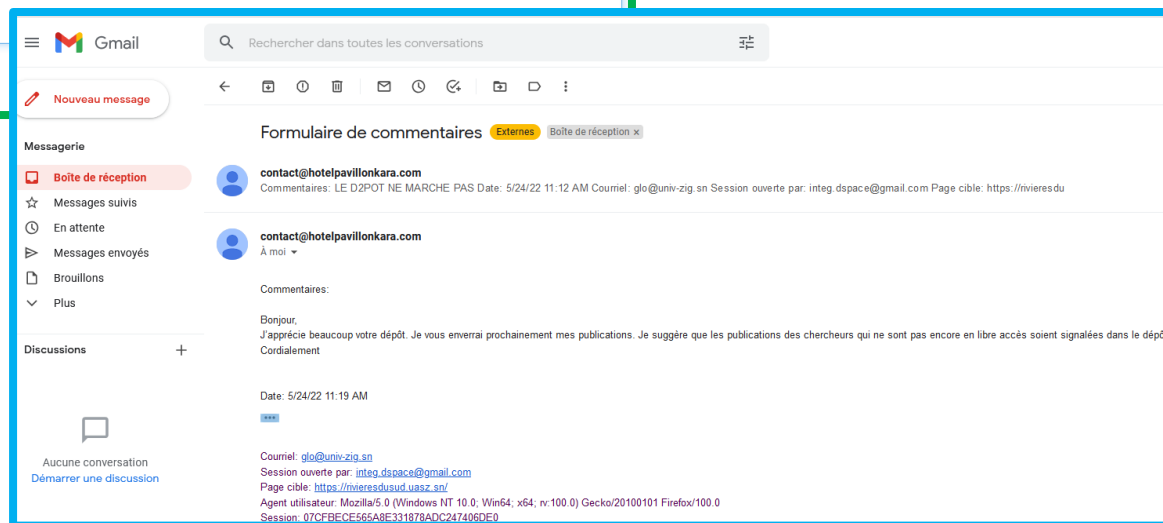 Gmail
Rechercher dans toutes les conversations
Nouveau message
Formulaire de commentaires Externes Boîte de réception ×
Messagerie
Boîte de réception
Messages suivis
En attente
Messages envoyés
Brouillons
Plus
Discussions +
Aucune conversation
Démarrer une discussion
contact@hotelpavillonkara.com
Commentaires: LE D2POT NE MARCHE PAS Date: 5/24/22 11:12 AM Courriel: glo@univ-zig.sn Session ouverte par: integ.dspace@gmail.com Page cible: https://rivieresdu
contact@hotelpavillonkara.com
À moi
Commentaires:
Bonjour,
J'apprécie beaucoup votre dépôt. Je vous enverrai prochainement mes publications. Je suggère que les publications des chercheurs qui ne sont pas encore en libre accès soient signalées dans le dépô
Cordialement
Date: 5/24/22 11:19 AM
Courriel: glo@univ-zig.sn
Session ouverte par: integ.dspace@gmail.com
Page cible: https://rivieresdusud.uasz.sn/
Agent utilisateur: Mozilla/5.0 (Windows NT 10.0; Win64; x64; rv:100.0) Gecko/20100101 Firefox/100.0
Session: 07CFBECE565A8E331878ADC247406DE0